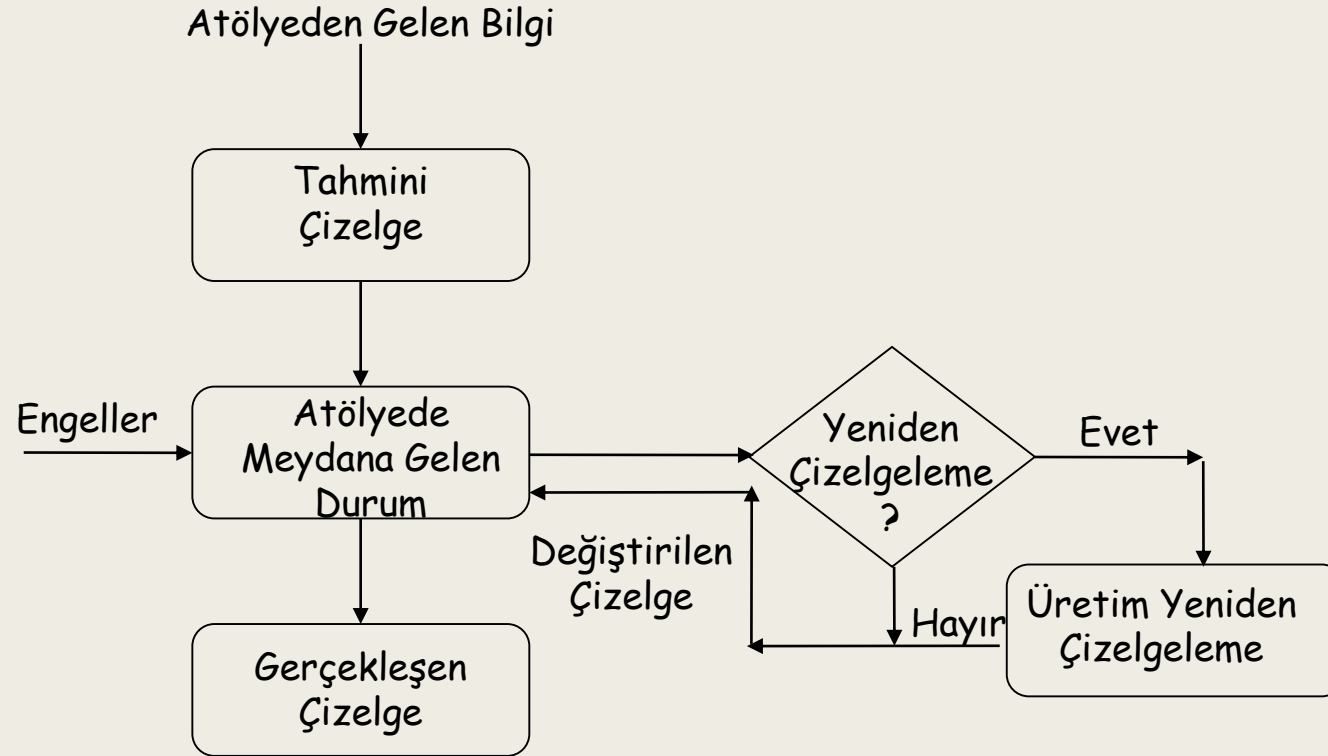 Atölyeden Gelen Bilgi
Tahmini
Çizelge
Engeller
Atölyede
Meydana Gelen
Durum
Yeniden
Çizelgeleme
?
Evet
Değiştirilen
Çizelge
Hayır
Üretim Yeniden
Çizelgeleme
Gerçekleşen
Çizelge